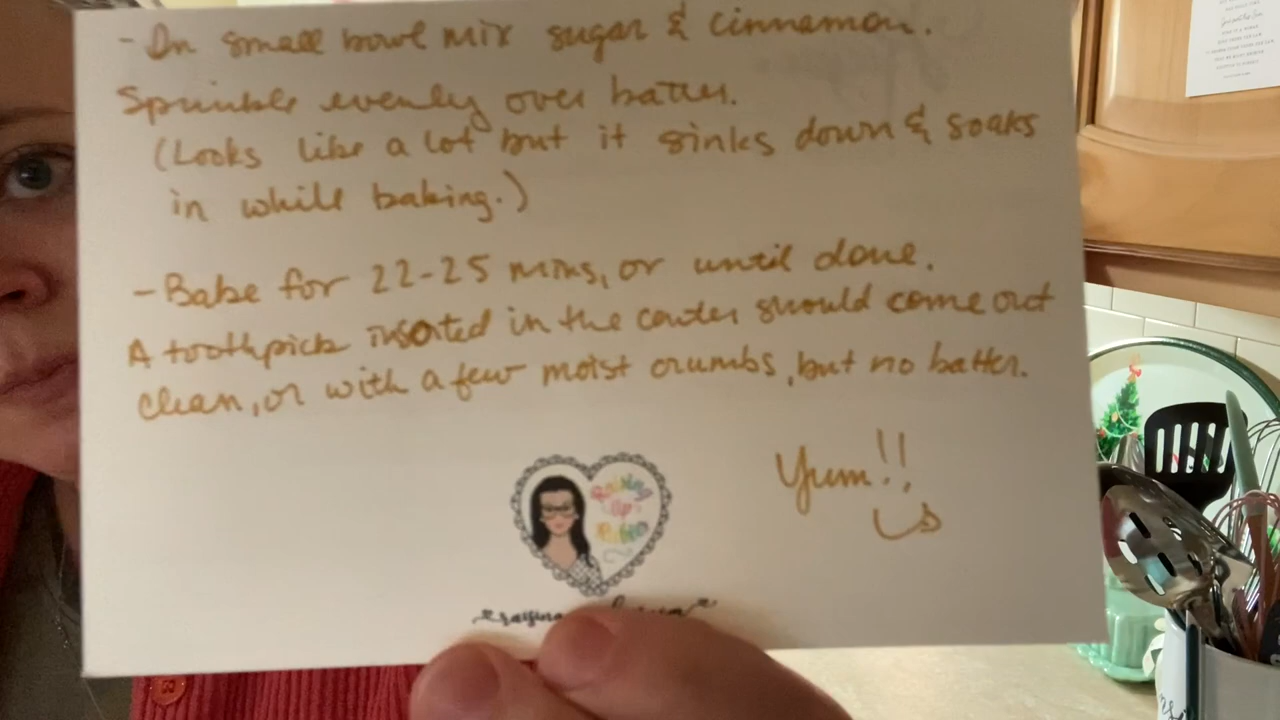 - In small bowl mix sugar & cinnamon.
Sprinkle evenly over batter.
(Looks like a lot but it sinks down & soaks
in while baking.)
- Bake for 22-25 mins, or until done.
A toothpick inserted in the center should come out
clean, or with a few moist crumbs, but no batter.
Yum!!